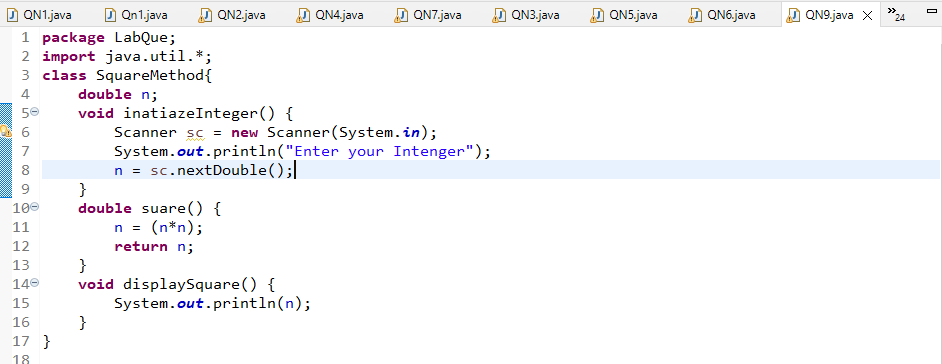 QN1.java Qn1.java QN2.java QN4.java QN7.java QN3.java QN5.java QN6.java QN9.java 24
1 package LabQue;
2 import java.util.*;
3 class SquareMethod{
4 double n;
5 void inatiazeInteger() {
6 Scanner sc = new Scanner(System.in);
7 System.out.println("Enter your Intenger");
8 n = sc.nextDouble();
9 }
10 double suare() {
11 n = (n*n);
12 return n;
13 }
14 void displaySquare() {
15 System.out.println(n);
16 }
17 }
18